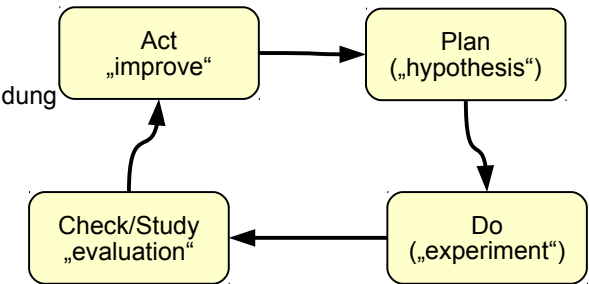 Act
„improve“
Plan
(„hypothesis“)
dung
Check/Study
„evaluation“
Do
(„experiment“)